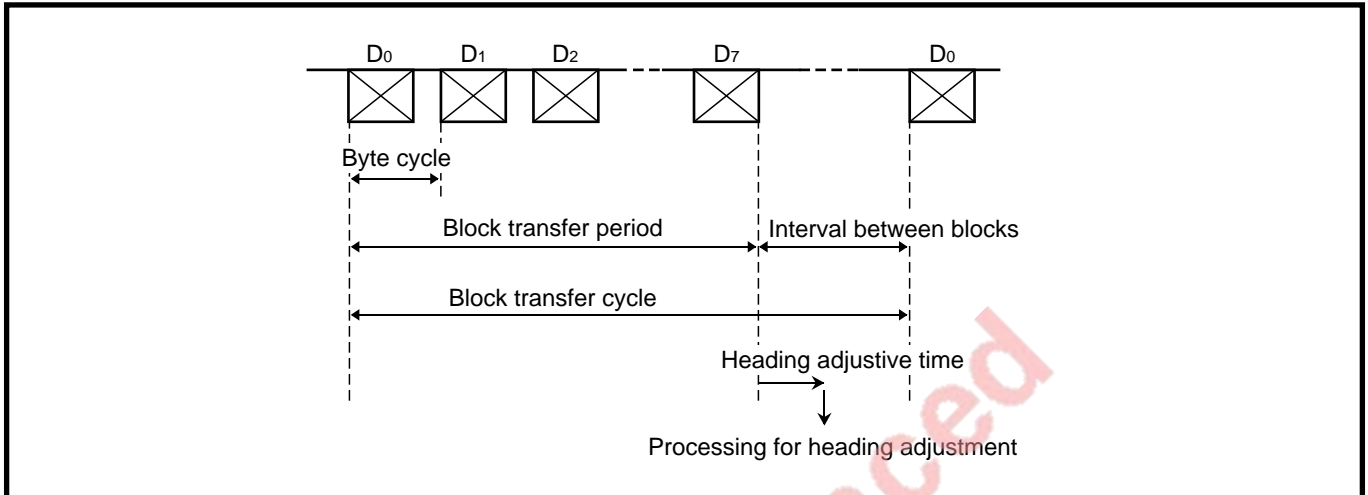 D0 D1 D2 D7 D0
Byte cycle
Block transfer period
Interval between blocks
Block transfer cycle
Heading adjustive time
Processing for heading adjustment